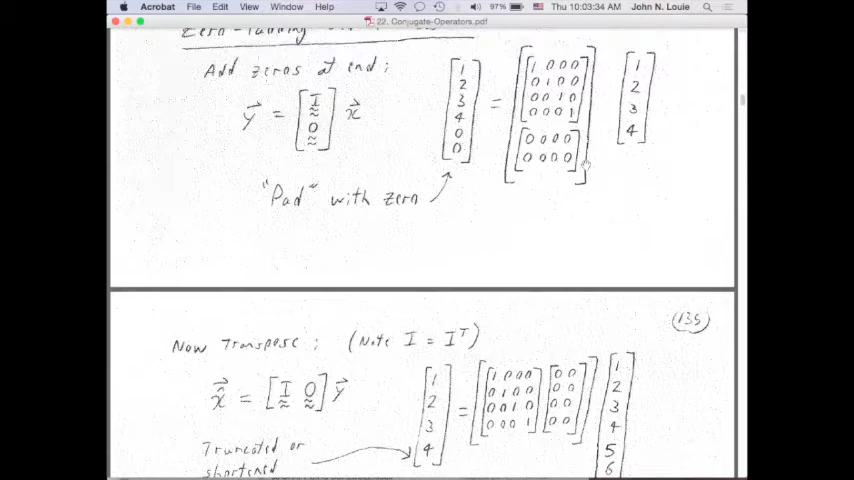 Acrobat File Edit View Window Help 97% Thu 10:03:34 AM John N. Louie
22. Conjugate-Operators.pdf
Add zeros at end;
y = [I 0] x
[1 2 3 4 0 0] = [1 0 0 0
0 1 0 0
0 0 1 0
0 0 0 1]
[0 0 0 0
0 0 0 0] [1 2 3 4]
"Pad" with zero
135
Now Transpose; (Note I = I^T)
x̂ = [I 0] y
[1 2 3 4] = [1 0 0 0 0 0
0 1 0 0 0 0
0 0 1 0 0 0
0 0 0 1 0 0] [1 2 3 4 5 6]
Truncated or
shortened